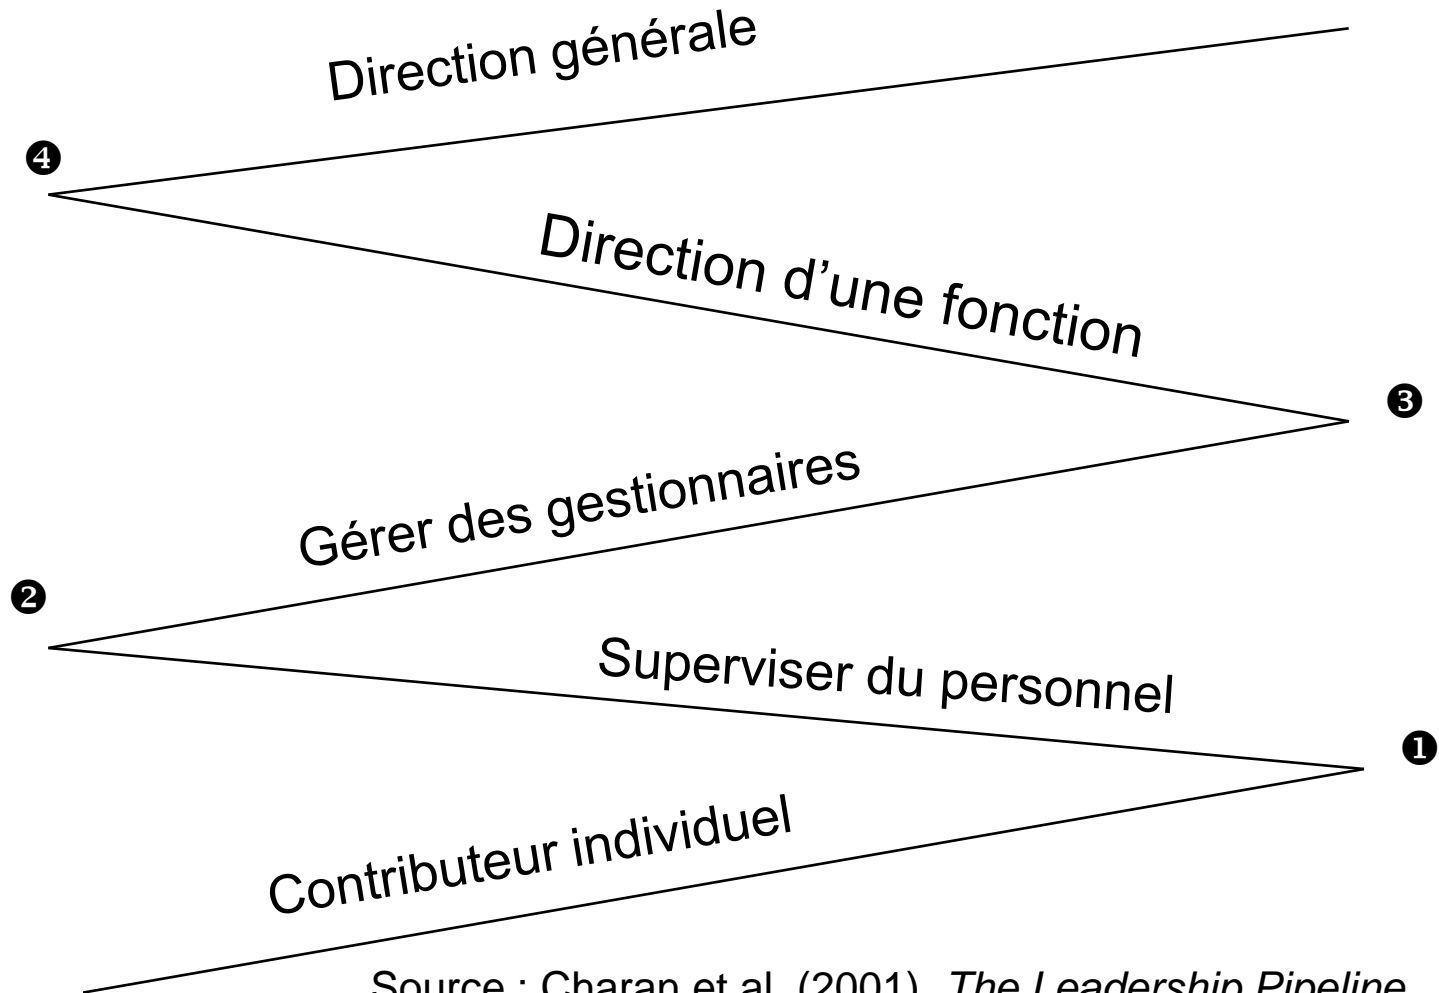 Direction générale
❹
Direction d’une fonction
❸
Gérer des gestionnaires
❷
Superviser du personnel
❶
Contributeur individuel
Source : Charan et al. (2001). The Leadership Pipeline